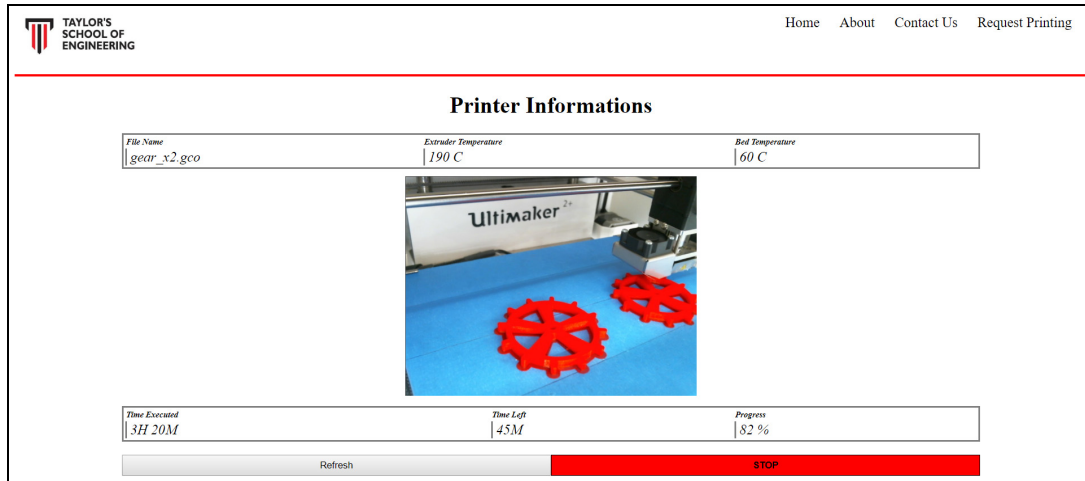 TAYLOR'S
SCHOOL OF
ENGINEERING
Home About Contact Us Request Printing
Printer Informations
File Name Extruder Temperature Bed Temperature
gear_x2.gco 190 C 60 C
Ultimaker 2+
Time Executed Time Left Progress
3H 20M 45M 82 %
Refresh STOP